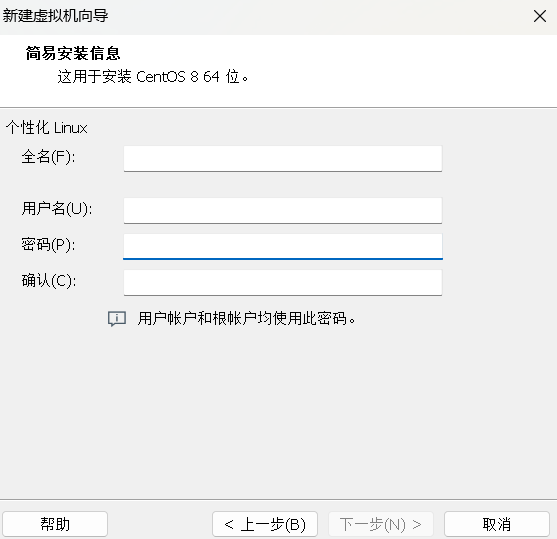 新建虚拟机向导
简易安装信息
这用于安装 CentOS 8 64 位。
个性化 Linux
全名(F):
用户名(U):
密码(P):
确认(C):
用户帐户和根帐户均使用此密码。
帮助 < 上一步(B) 下一步(N) > 取消